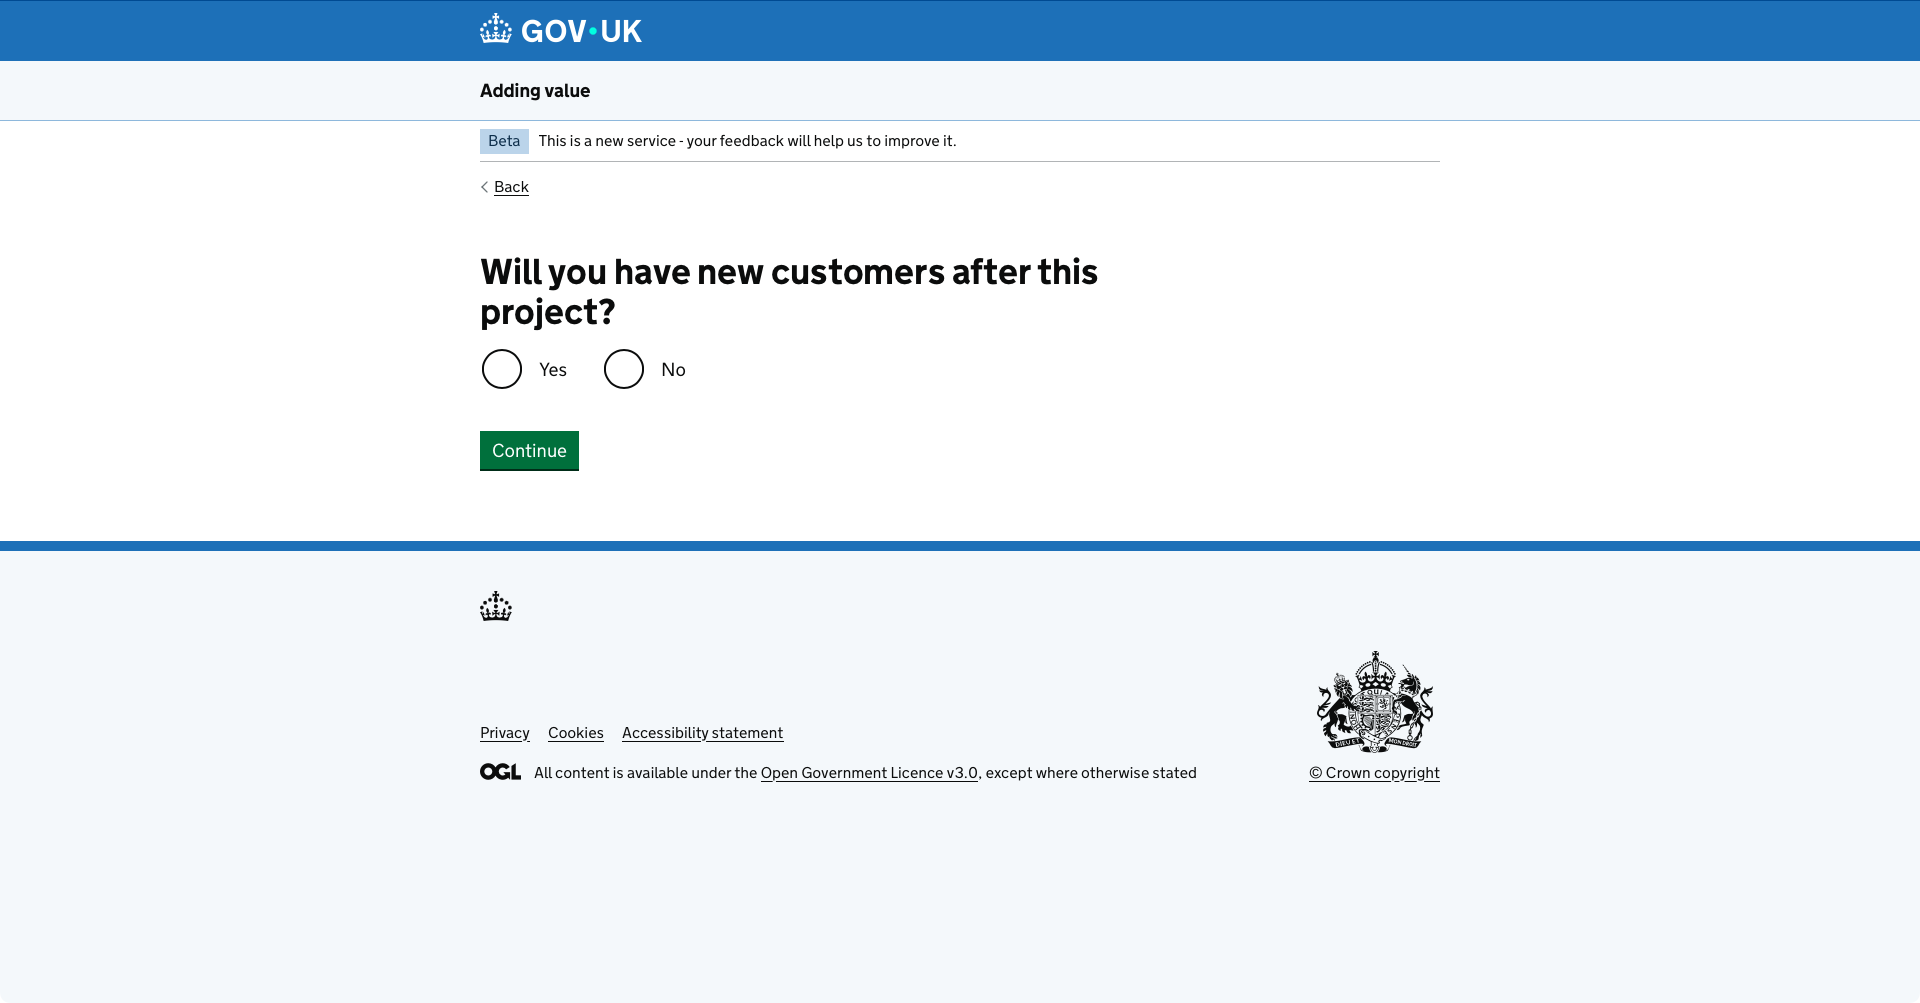 GOV·UK
Adding value
Beta This is a new service - your feedback will help us to improve it.
Back
Will you have new customers after this
project?
Yes No
Continue
Privacy Cookies Accessibility statement
OGL All content is available under the Open Government Licence v3.0, except where otherwise stated
© Crown copyright